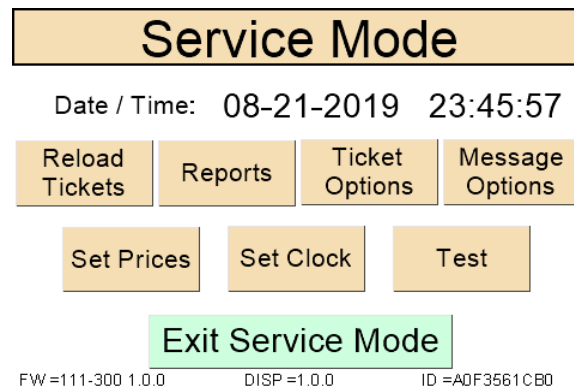 Service Mode
Date / Time: 08-21-2019 23:45:57
Reload Tickets
Reports
Ticket Options
Message Options
Set Prices
Set Clock
Test
Exit Service Mode
FW=111-300 1.0.0 DISP=1.0.0 ID=A0F3561CB0